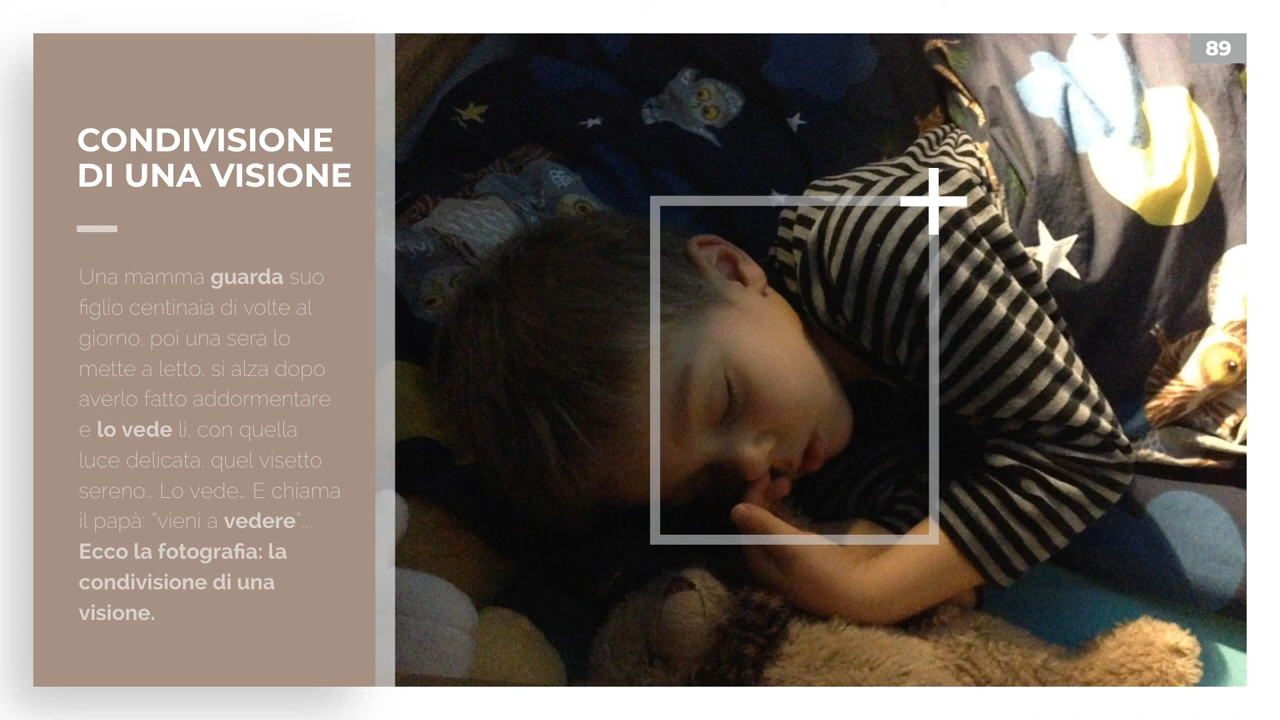 89
CONDIVISIONE
DI UNA VISIONE
Una mamma guarda suo
figlio centinaia di volte al
giorno, poi una sera lo
mette a letto, si alza dopo
averlo fatto addormentare
e lo vede lì, con quella
luce delicata, quel visetto
sereno… Lo vede… E chiama
il papà: "vieni a vedere"…
Ecco la fotografia: la
condivisione di una
visione.